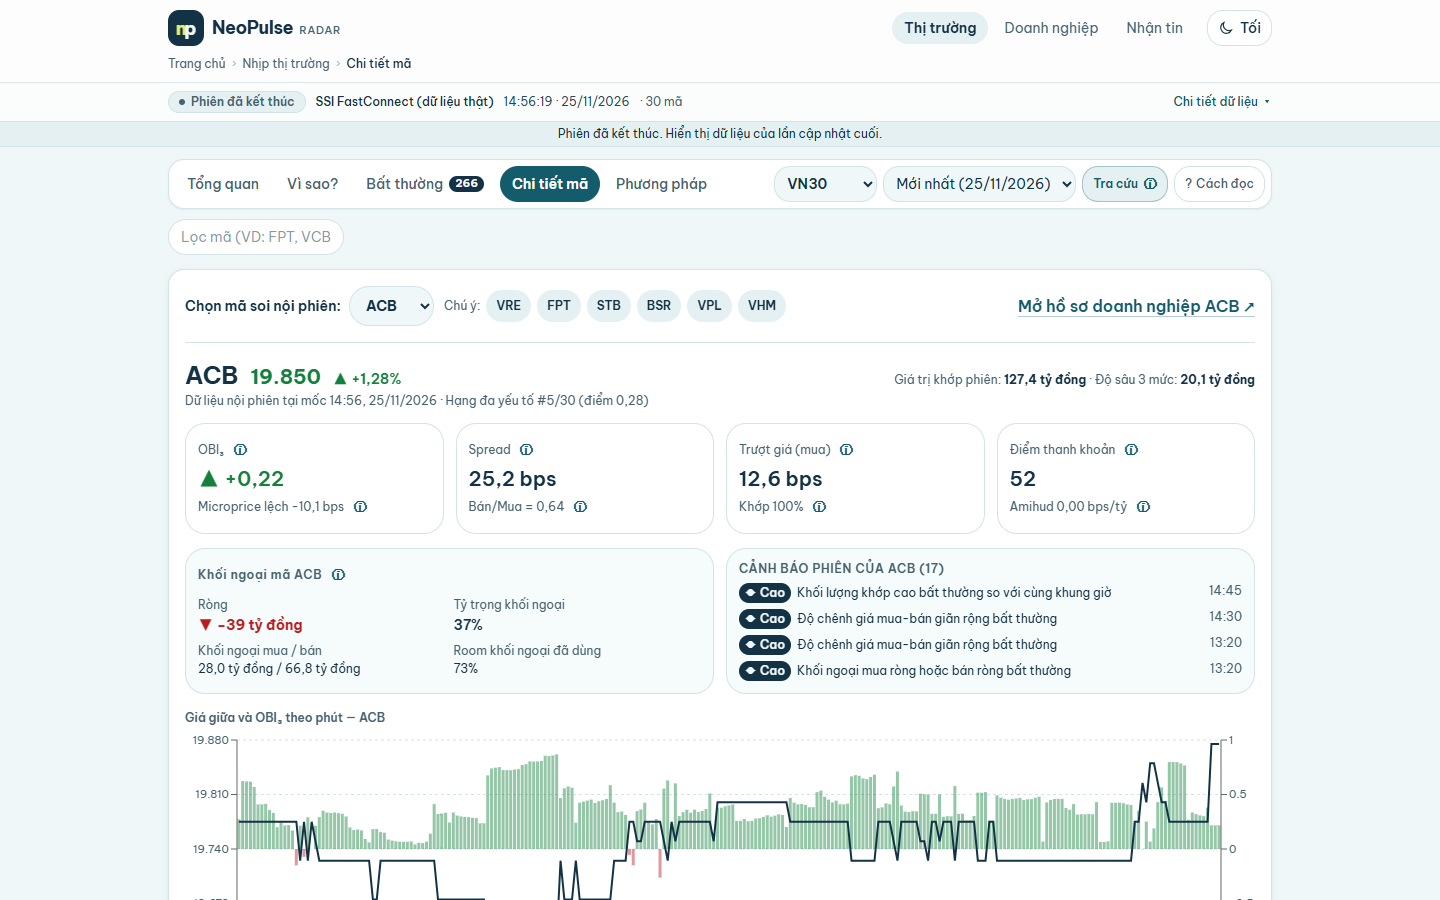 np NeoPulse RADAR
Thị trường Doanh nghiệp Nhận tin Tối
Trang chủ › Nhịp thị trường › Chi tiết mã
Phiên đã kết thúc SSI FastConnect (dữ liệu thật) 14:56:19 · 25/11/2026 · 30 mã Chi tiết dữ liệu
Phiên đã kết thúc. Hiển thị dữ liệu của lần cập nhật cuối.
Tổng quan Vì sao? Bất thường 266 Chi tiết mã Phương pháp VN30 Mới nhất (25/11/2026) Tra cứu ⓘ ? Cách đọc
Lọc mã (VD: FPT, VCB
Chọn mã soi nội phiên: ACB Chú ý: VRE FPT STB BSR VPL VHM Mở hồ sơ doanh nghiệp ACB ↗
ACB 19.850 ▲ +1,28%
Giá trị khớp phiên: 127,4 tỷ đồng · Độ sâu 3 mức: 20,1 tỷ đồng
Dữ liệu nội phiên tại mốc 14:56, 25/11/2026 · Hạng đa yếu tố #5/30 (điểm 0,28)
OBI₃ ⓘ
▲ +0,22
Microprice lệch -10,1 bps ⓘ
Spread ⓘ
25,2 bps
Bán/Mua = 0,64 ⓘ
Trượt giá (mua) ⓘ
12,6 bps
Khớp 100% ⓘ
Điểm thanh khoản ⓘ
52
Amihud 0,00 bps/tỷ ⓘ
Khối ngoại mã ACB ⓘ
Ròng
▼ -39 tỷ đồng
Tỷ trọng khối ngoại
37%
Khối ngoại mua / bán
28,0 tỷ đồng / 66,8 tỷ đồng
Room khối ngoại đã dùng
73%
CẢNH BÁO PHIÊN CỦA ACB (17)
Cao Khối lượng khớp cao bất thường so với cùng khung giờ 14:45
Cao Độ chênh giá mua-bán giãn rộng bất thường 14:30
Cao Độ chênh giá mua-bán giãn rộng bất thường 13:20
Cao Khối ngoại mua ròng hoặc bán ròng bất thường 13:20
Giá giữa và OBI₃ theo phút — ACB
19.880 1
19.810 0.5
19.740 0